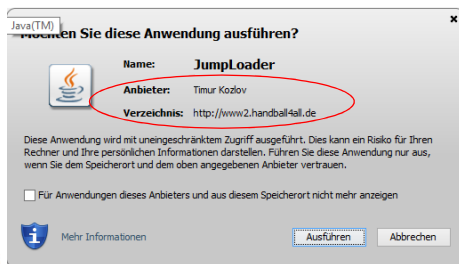 Java(TM)
Möchten Sie diese Anwendung ausführen?
Name: JumpLoader
Anbieter: Timur Kozlov
Verzeichnis: http://www2.handball4all.de
Diese Anwendung wird mit uneingeschränktem Zugriff ausgeführt. Dies kann ein Risiko für Ihren
Rechner und Ihre persönlichen Informationen darstellen. Führen Sie diese Anwendung nur aus,
wenn Sie dem Speicherort und dem oben angegebenen Anbieter vertrauen.
Für Anwendungen dieses Anbieters und aus diesem Speicherort nicht mehr anzeigen
Mehr Informationen
Ausführen
Abbrechen